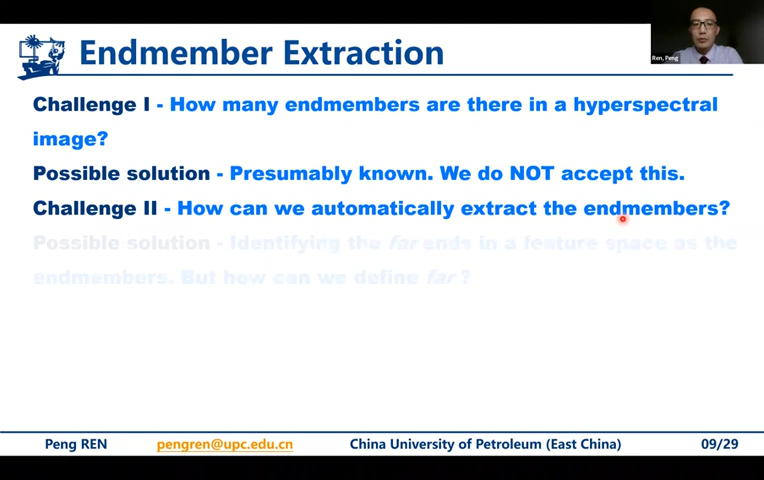 Endmember Extraction
Ren, Peng
Challenge I - How many endmembers are there in a hyperspectral
image?
Possible solution - Presumably known. We do NOT accept this.
Challenge II - How can we automatically extract the endmembers?
Possible solution - Identifying the far ends in a feature space as the
endmembers. But how can we define far ?
Peng REN pengren@upc.edu.cn China University of Petroleum (East China) 09/29